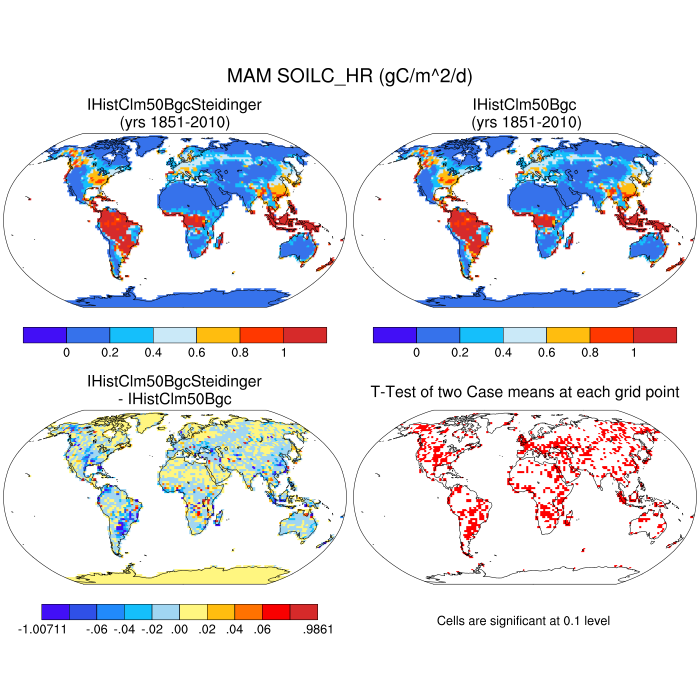 MAM SOILC_HR (gC/m^2/d)
IHistClm50BgcSteidinger
(yrs 1851-2010)
IHistClm50Bgc
(yrs 1851-2010)
0 0.2 0.4 0.6 0.8 1
0 0.2 0.4 0.6 0.8 1
IHistClm50BgcSteidinger
- IHistClm50Bgc
T-Test of two Case means at each grid point
-1.00711 -.06 -.04 -.02 .00 .02 .04 .06 .9861
Cells are significant at 0.1 level